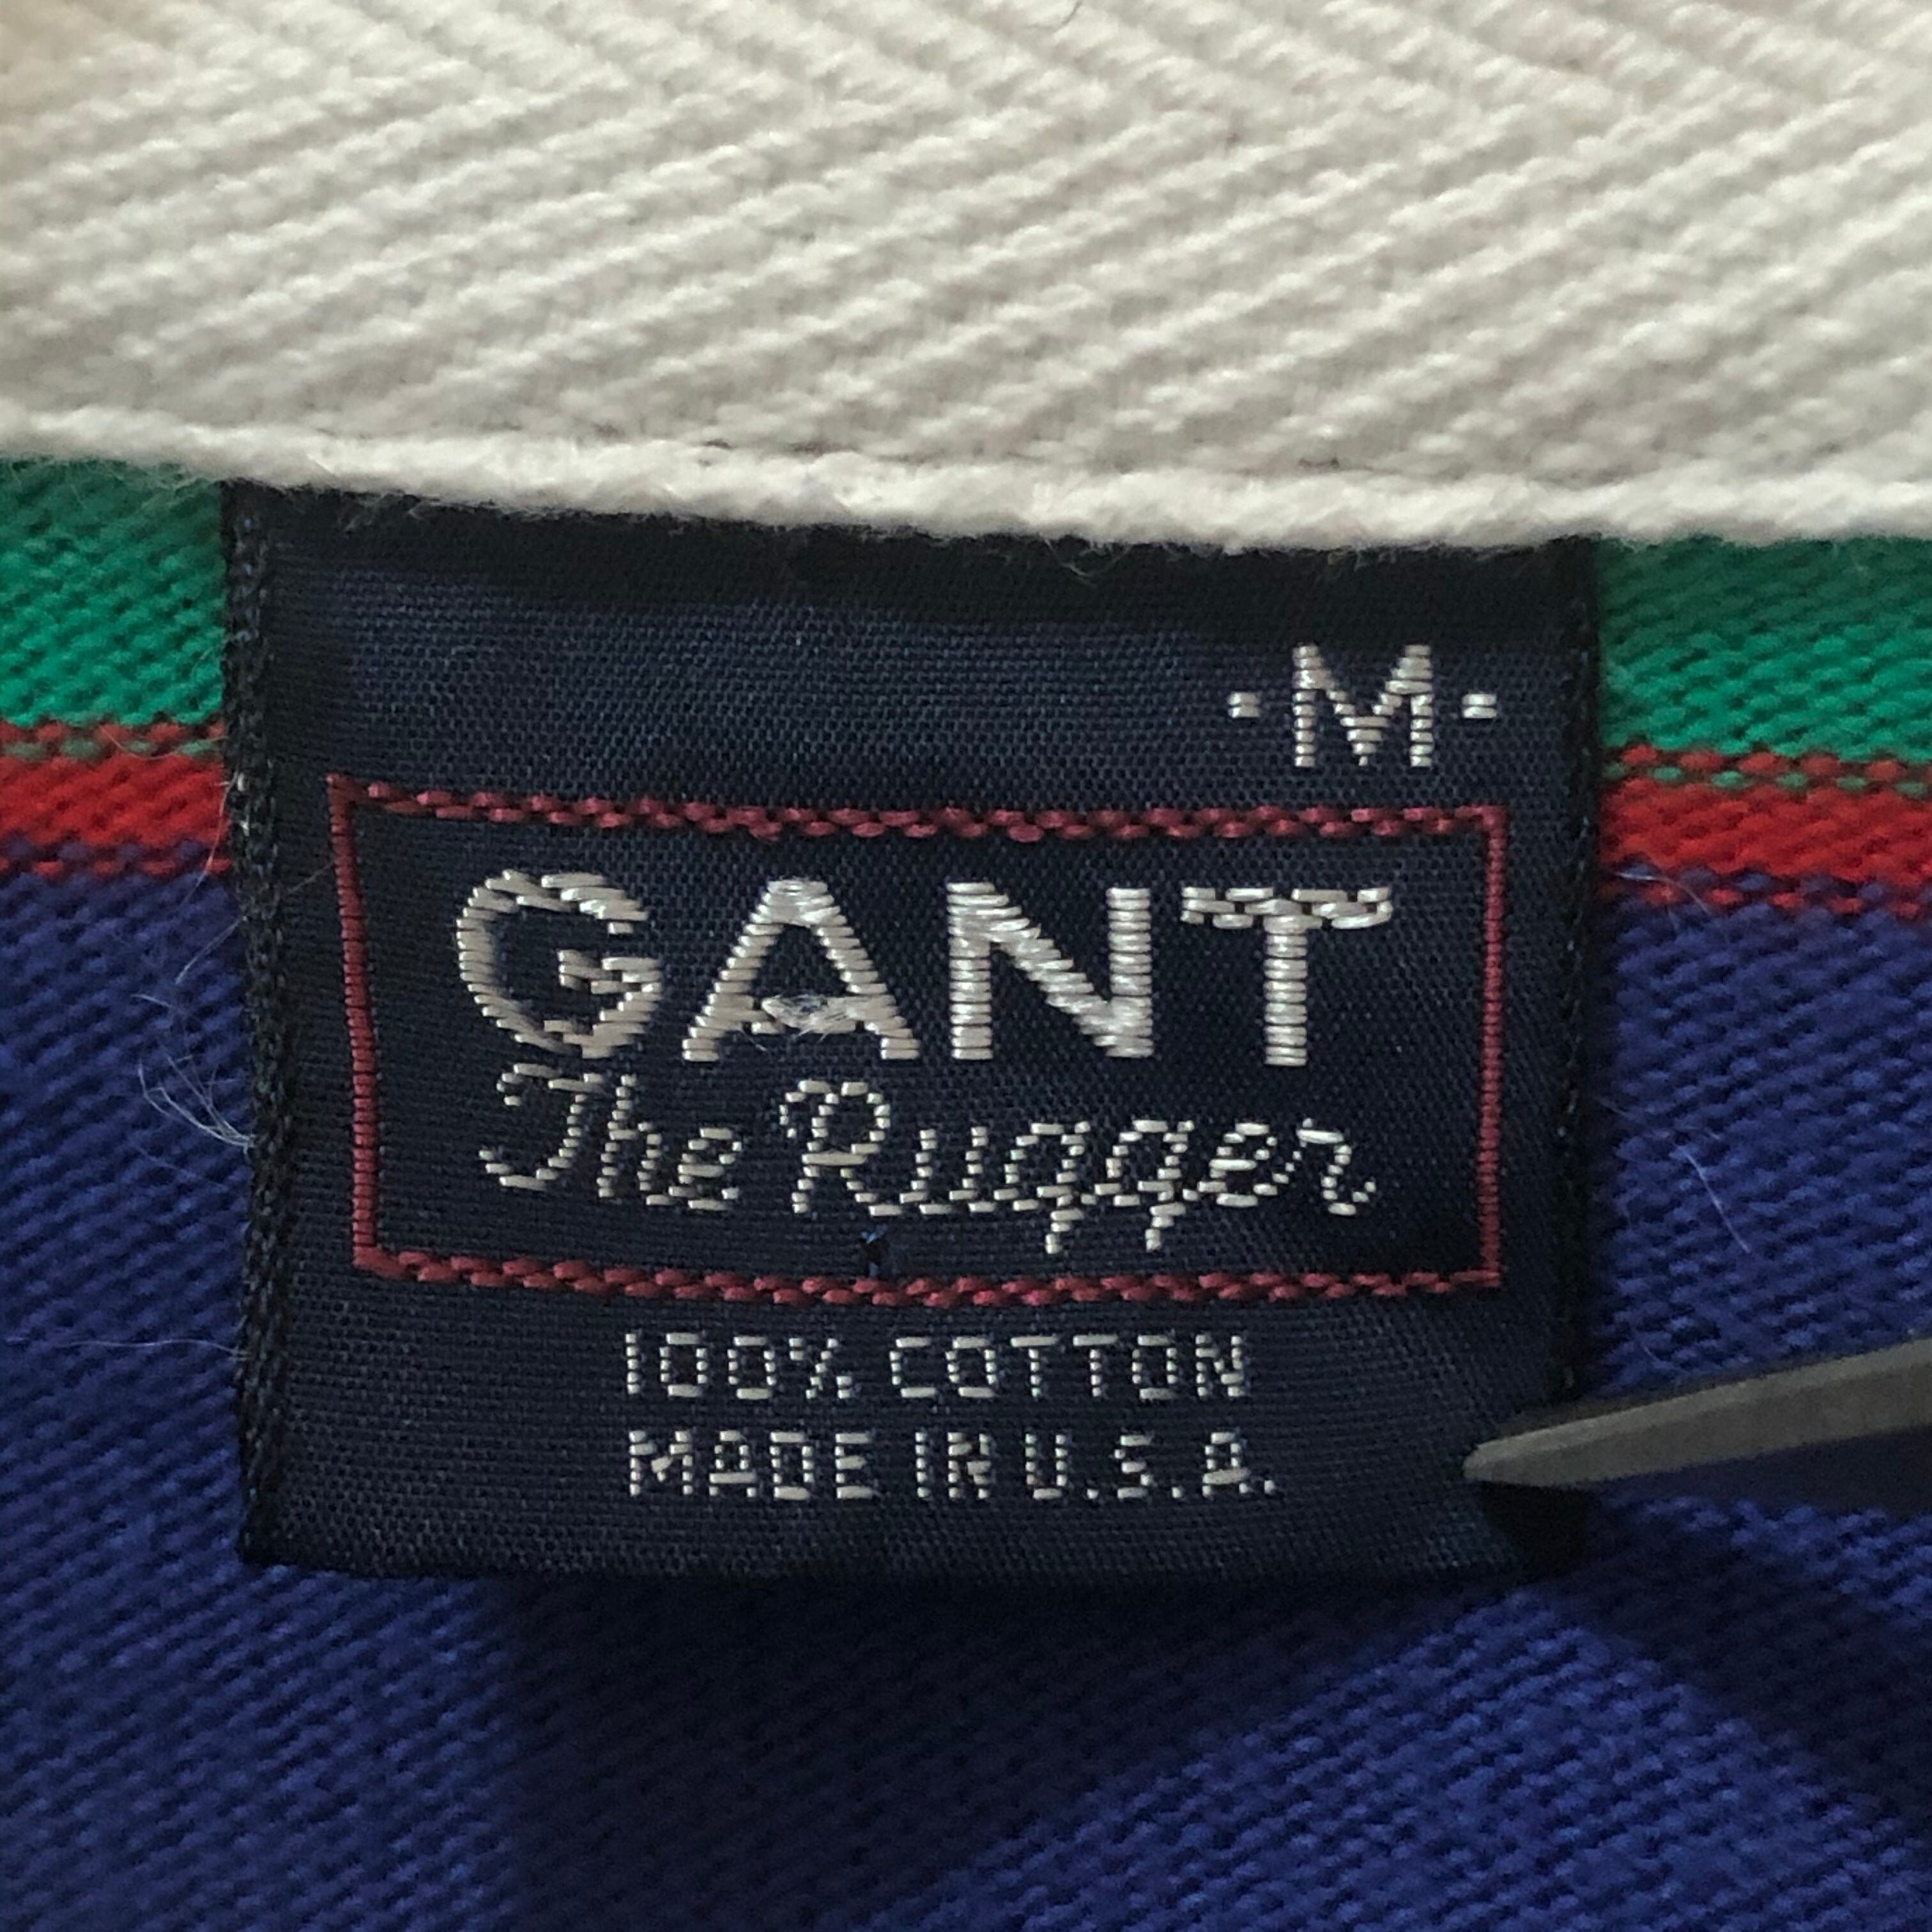 ·M·
GANT
The Rugger
100% COTTON
MADE IN U.S.A.